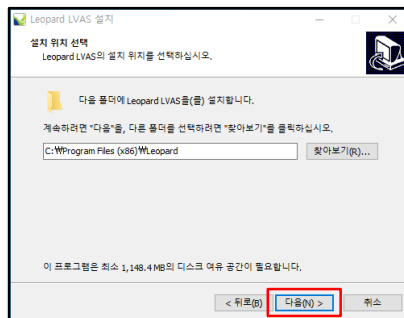 Leopard LVAS 설치
설치 위치 선택
Leopard LVAS의 설치 위치를 선택하십시오.
다음 폴더에 Leopard LVAS을(를) 설치합니다.
계속하려면 "다음"을, 다른 폴더를 선택하려면 "찾아보기"를 클릭하십시오.
C:₩Program Files (x86)₩Leopard
찾아보기(R)...
이 프로그램은 최소 1,148.4 MB의 디스크 여유 공간이 필요합니다.
< 뒤로(B) 다음(N) > 취소